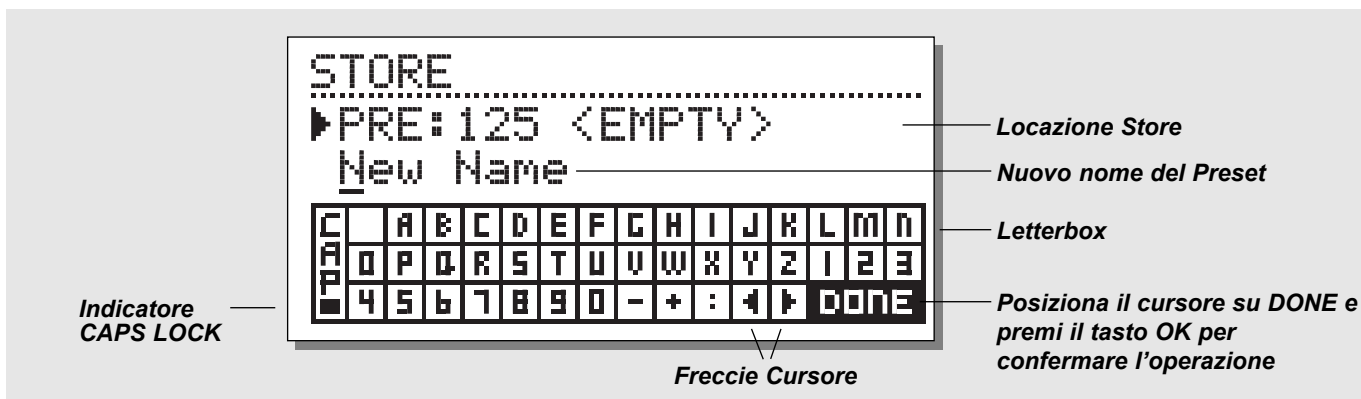 STORE
PRE:125 <EMPTY>
New Name
CAP
A B C D E F G H I J K L M N
O P Q R S T U V W X Y Z 1 2 3
4 5 6 7 8 9 0 - + : ◀ ▶ DONE
Locazione Store
Nuovo nome del Preset
Letterbox
Posiziona il cursore su DONE e
premi il tasto OK per
confermare l’operazione
Indicatore
CAPS LOCK
Freccie Cursore